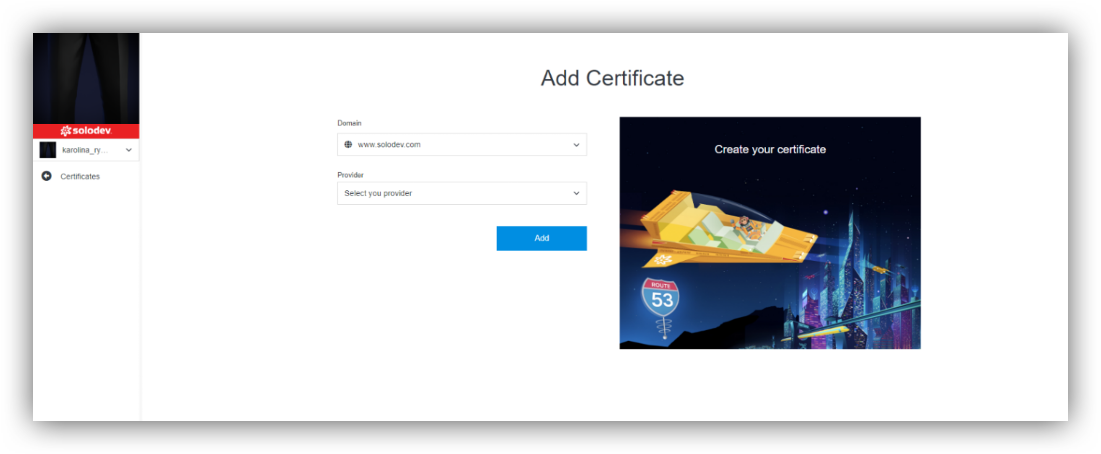 solodev
karolina_ry...
Certificates
Add Certificate
Domain
www.solodev.com
Provider
Select you provider
Add
Create your certificate
ROUTE
53